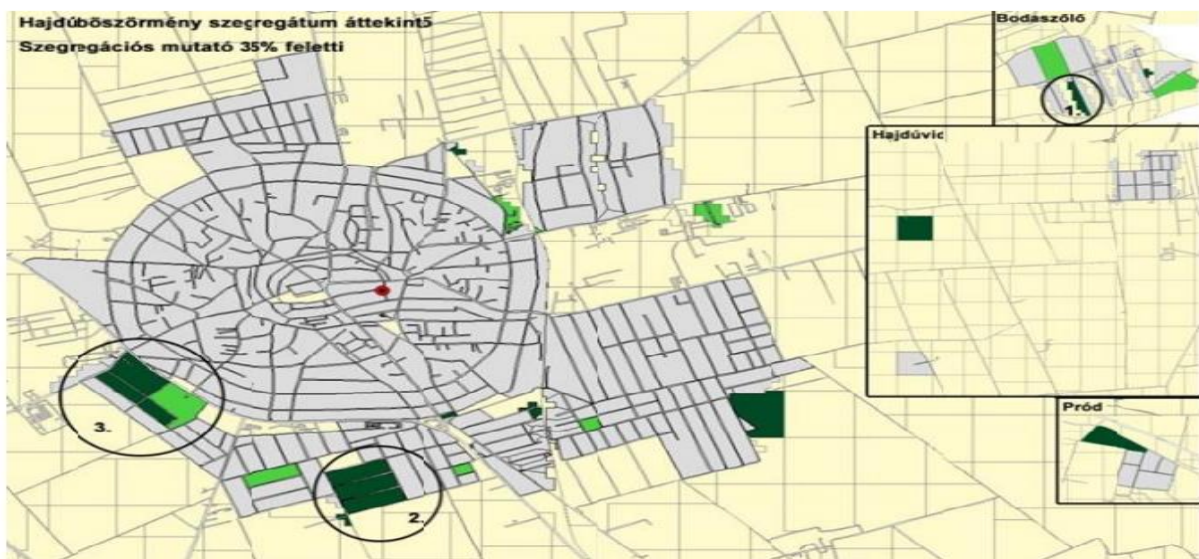 Hajdúböszörmény szegregátum áttekintő
Szegregációs mutató 35% feletti
Bodaszőlő
1.
Hajdúvid
Pród
3.
2.